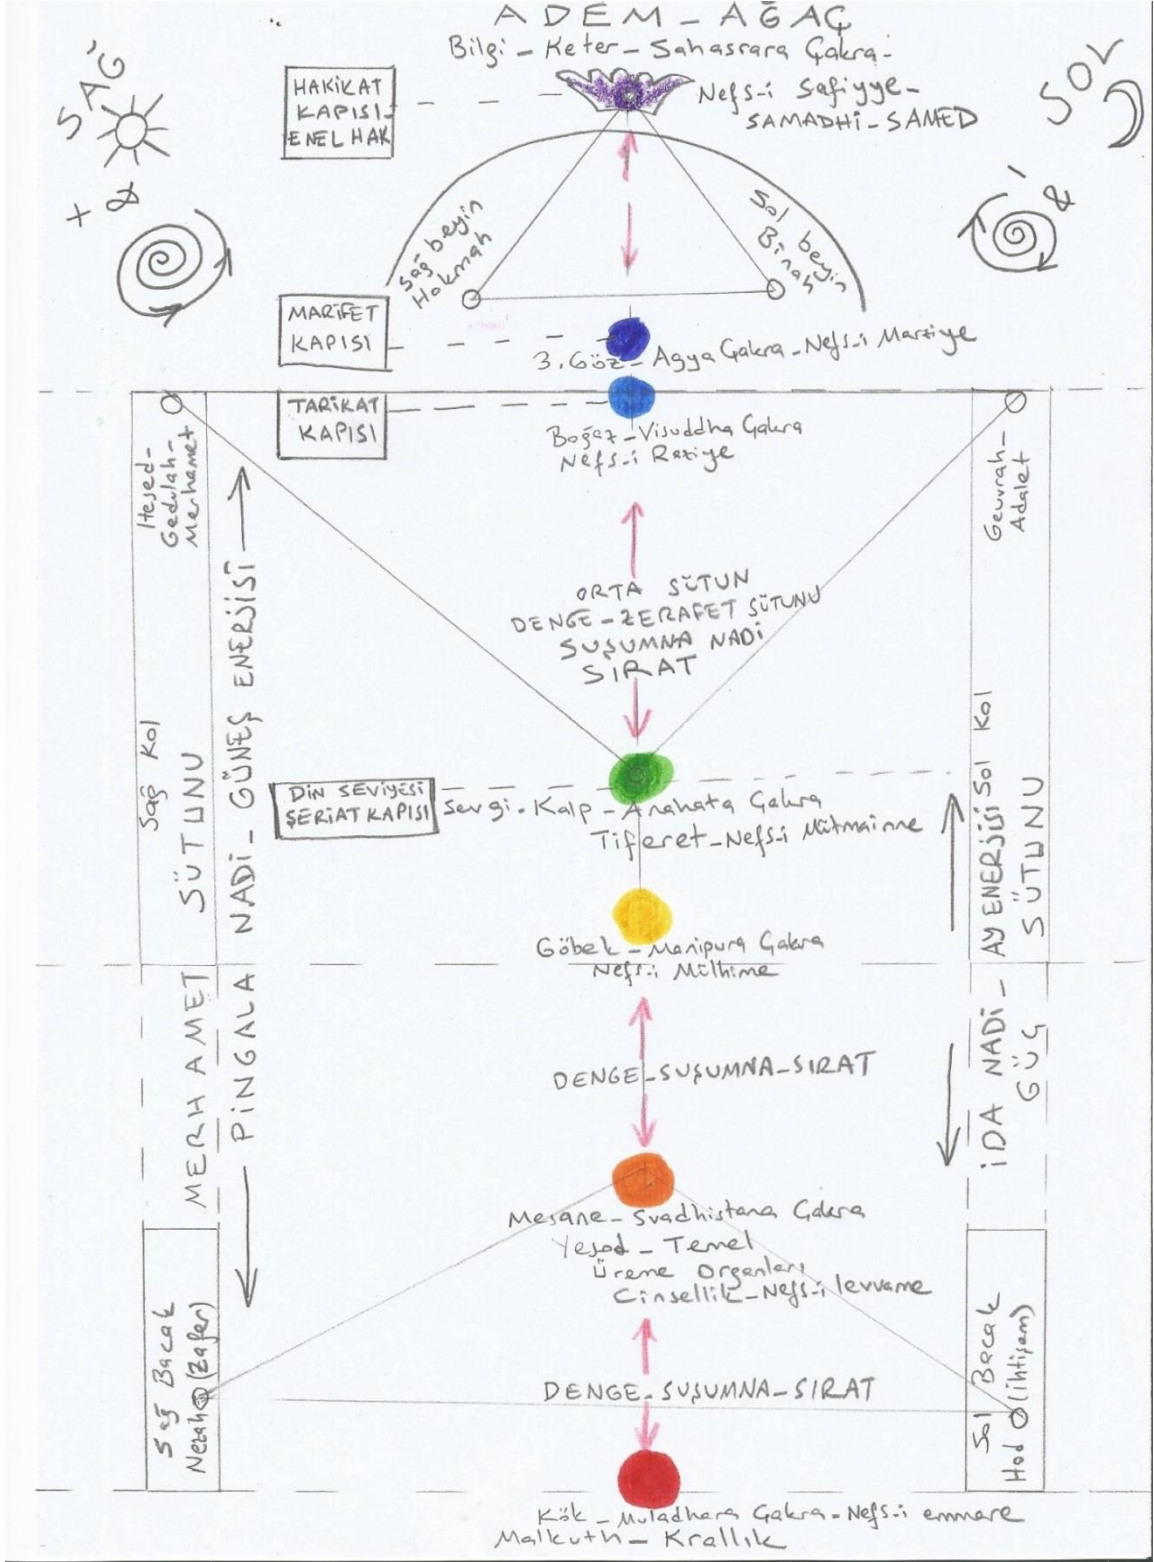 ADEM - AĞAÇ
Bilgi - Keter - Sahasrara Çakra -
Nefs-i Safiyye -
SAMADHİ - SAMED
SAĞ
SOL
HAKİKAT
KAPISI -
ENEL HAK
+
-
Sağ beyin
Hokmah
Sol beyin
Binah
MARİFET
KAPISI
3. Göz - Agya Çakra - Nefs-i Marziye
TARİKAT
KAPISI
Boğaz - Visuddha Çakra
Nefs-i Raziye
Hesed -
Gedulah -
Merhamet
Gevurah -
Adalet
ORTA SÜTUN
DENGE - ZERAFET SÜTUNU
SUŞUMNA NADİ
SIRAT
Sağ Kol
MERHAMET SÜTUNU
PİNGALA NADİ - GÜNEŞ ENERJİSİ
Sol Kol
İDA NADİ - AY ENERJİSİ
GÜÇ SÜTUNU
DİN SEVİYESİ
ŞERİAT KAPISI
Sevgi - Kalp - Anahata Çakra
Tiferet - Nefs-i Mütmainne
Göbek - Manipura Çakra
Nefs-i Mülhime
DENGE - SUŞUMNA - SIRAT
Mesane - Svadhistana Çakra
Yesod - Temel
Üreme Organları
Cinsellik - Nefs-i levvame
Sağ Bacak
Nezah (Zafer)
Sol Bacak
Hod (ihtişam)
DENGE - SUŞUMNA - SIRAT
Kök - Muladhara Çakra - Nefs-i emmare
Malkuth - Krallık